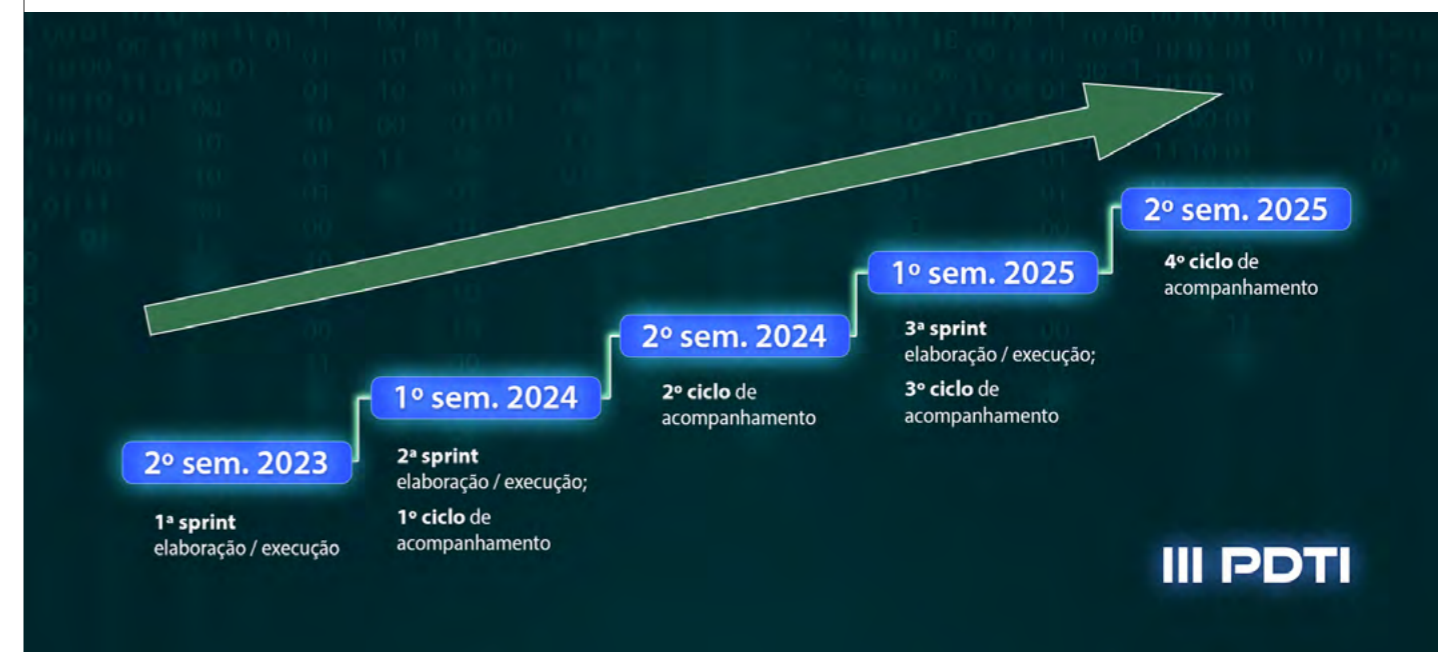 2º sem. 2025
4º ciclo de
acompanhamento
1º sem. 2025
3ª sprint
elaboração / execução;
3º ciclo de
acompanhamento
2º sem. 2024
2º ciclo de
acompanhamento
1º sem. 2024
2ª sprint
elaboração / execução;
1º ciclo de
acompanhamento
2º sem. 2023
1ª sprint
elaboração / execução
III PDTI